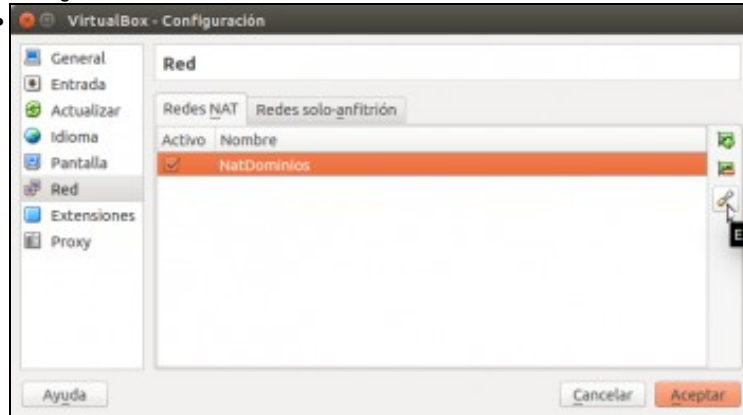 VirtualBox - Configuración
General
Entrada
Actualizar
Idioma
Pantalla
Red
Extensiones
Proxy
Red
Redes NAT Redes solo-anfitrión
Activo Nombre
NatDominios
E
Ayuda Cancelar Aceptar